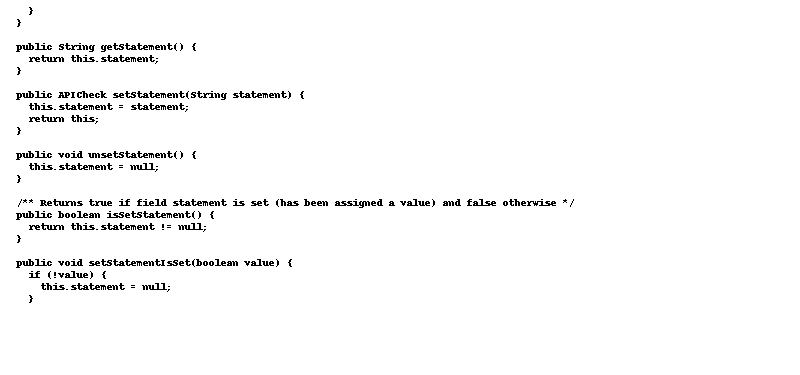 }
}
public String getStatement() {
return this.statement;
}
public APICheck setStatement(String statement) {
this.statement = statement;
return this;
}
public void unsetStatement() {
this.statement = null;
}
/** Returns true if field statement is set (has been assigned a value) and false otherwise */
public boolean isSetStatement() {
return this.statement != null;
}
public void setStatementIsSet(boolean value) {
if (!value) {
this.statement = null;
}